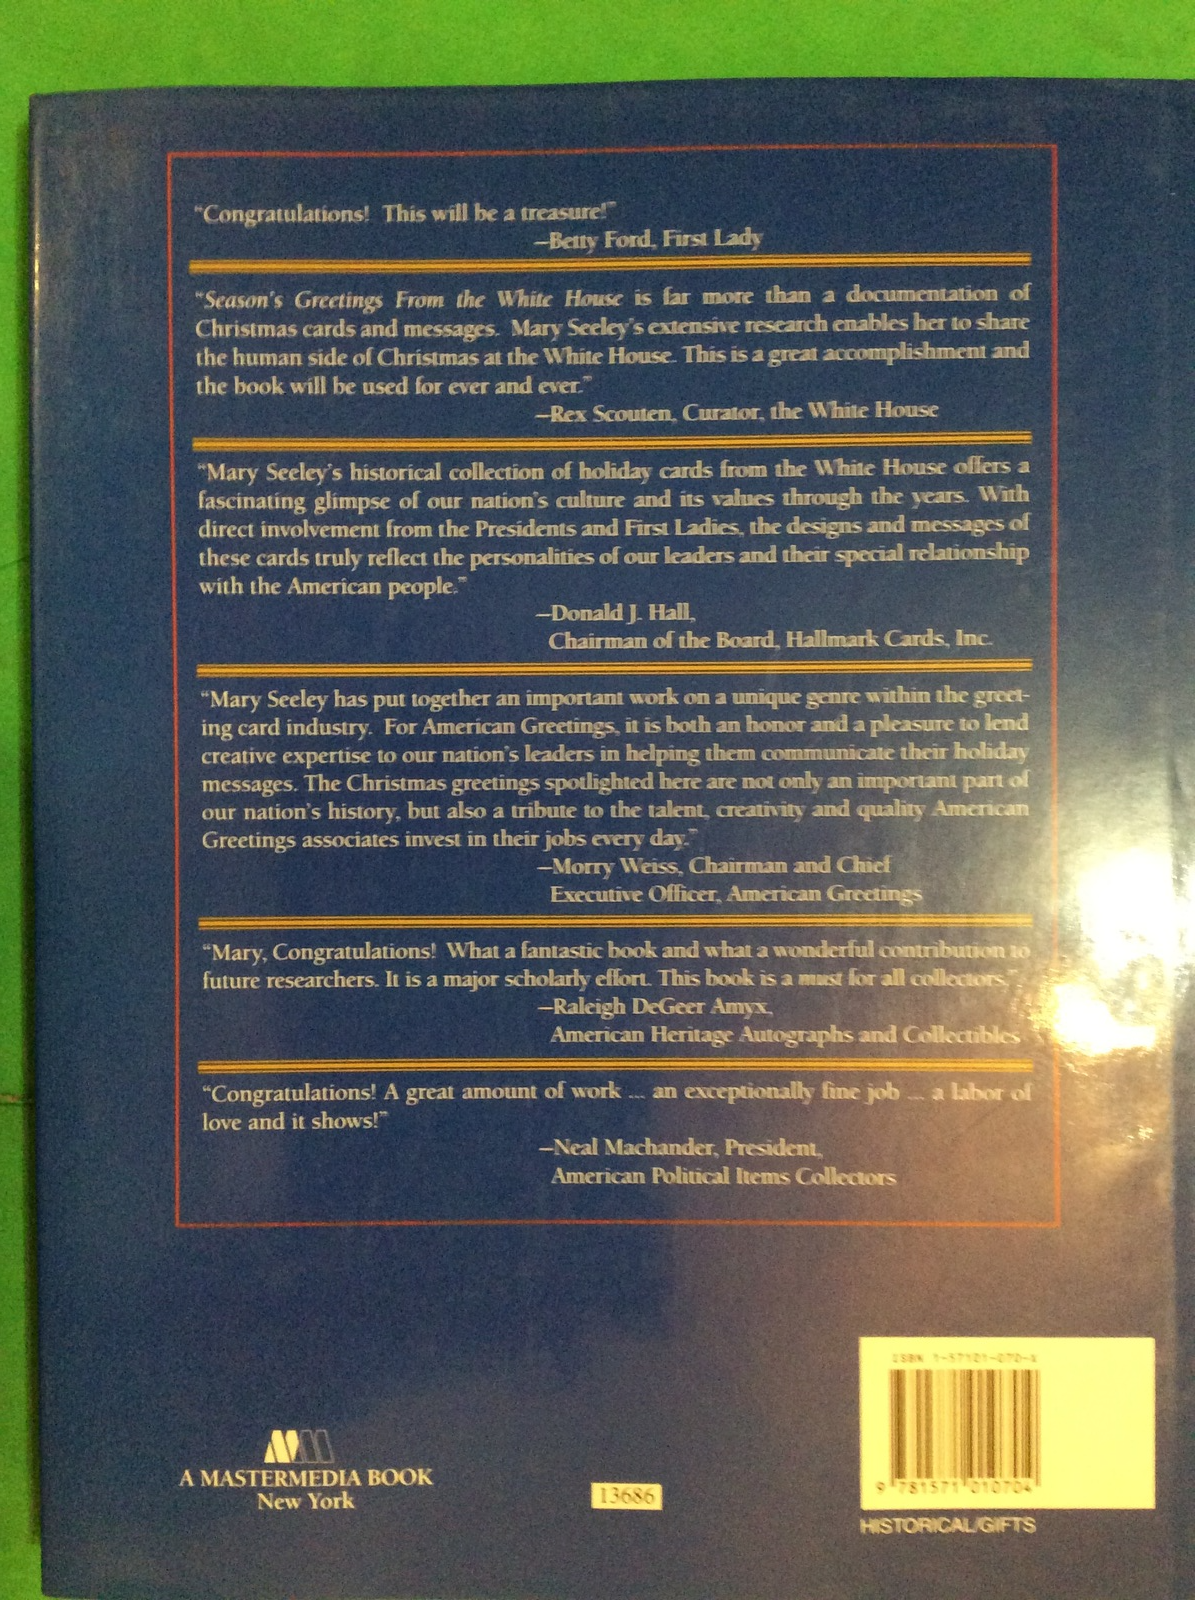 “Congratulations! This will be a treasure!”
—Betty Ford, First Lady
“Season's Greetings From the White House is far more than a documentation of
Christmas cards and messages. Mary Seeley's extensive research enables her to share
the human side of Christmas at the White House. This is a great accomplishment and
the book will be used for ever and ever.”
—Rex Scouten, Curator, the White House
“Mary Seeley's historical collection of holiday cards from the White House offers a
fascinating glimpse of our nation's culture and its values through the years. With
direct involvement from the Presidents and First Ladies, the designs and messages of
these cards truly reflect the personalities of our leaders and their special relationship
with the American people.”
—Donald J. Hall,
Chairman of the Board, Hallmark Cards, Inc.
“Mary Seeley has put together an important work on a unique genre within the greet-
ing card industry. For American Greetings, it is both an honor and a pleasure to lend
creative expertise to our nation's leaders in helping them communicate their holiday
messages. The Christmas greetings spotlighted here are not only an important part of
our nation's history, but also a tribute to the talent, creativity and quality American
Greetings associates invest in their jobs every day.”
—Morry Weiss, Chairman and Chief
Executive Officer, American Greetings
“Mary, Congratulations! What a fantastic book and what a wonderful contribution to
future researchers. It is a major scholarly effort. This book is a must for all collectors.”
—Raleigh DeGeer Amyx,
American Heritage Autographs and Collectibles
“Congratulations! A great amount of work ... an exceptionally fine job ... a labor of
love and it shows!”
—Neal Machander, President,
American Political Items Collectors
ISBN 1-57101-070-4
9 781571 010704
A MASTERMEDIA BOOK
New York
13686
HISTORICAL/GIFTS